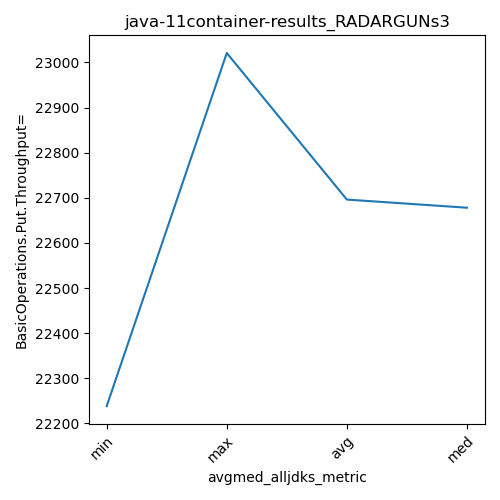 java-11container-results_RADARGUNs3
BasicOperations.Put.Throughput=
23000
22900
22800
22700
22600
22500
22400
22300
22200
min
max
avg
med
avgmed_alljdks_metric